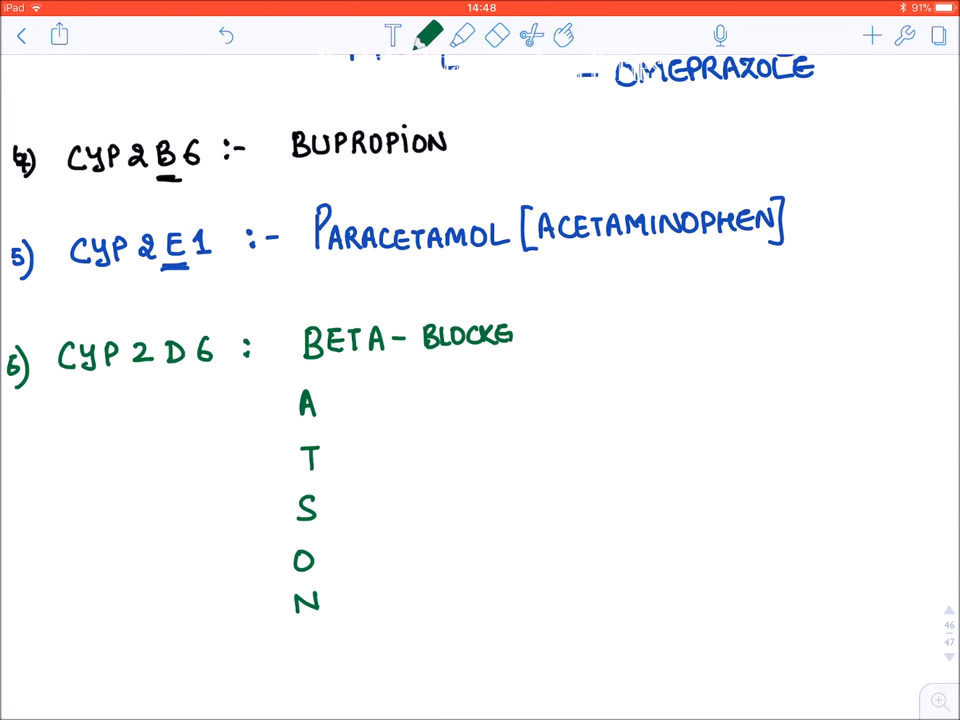 iPad 14:48 91%
T
- OMEPRAZOLE
4) CYP2B6 :- BUPROPION
5) CYP2E1 :- PARACETAMOL [ACETAMINOPHEN]
6) CYP2D6 : BETA- BLOCKE
A
T
S
O
N
46
47